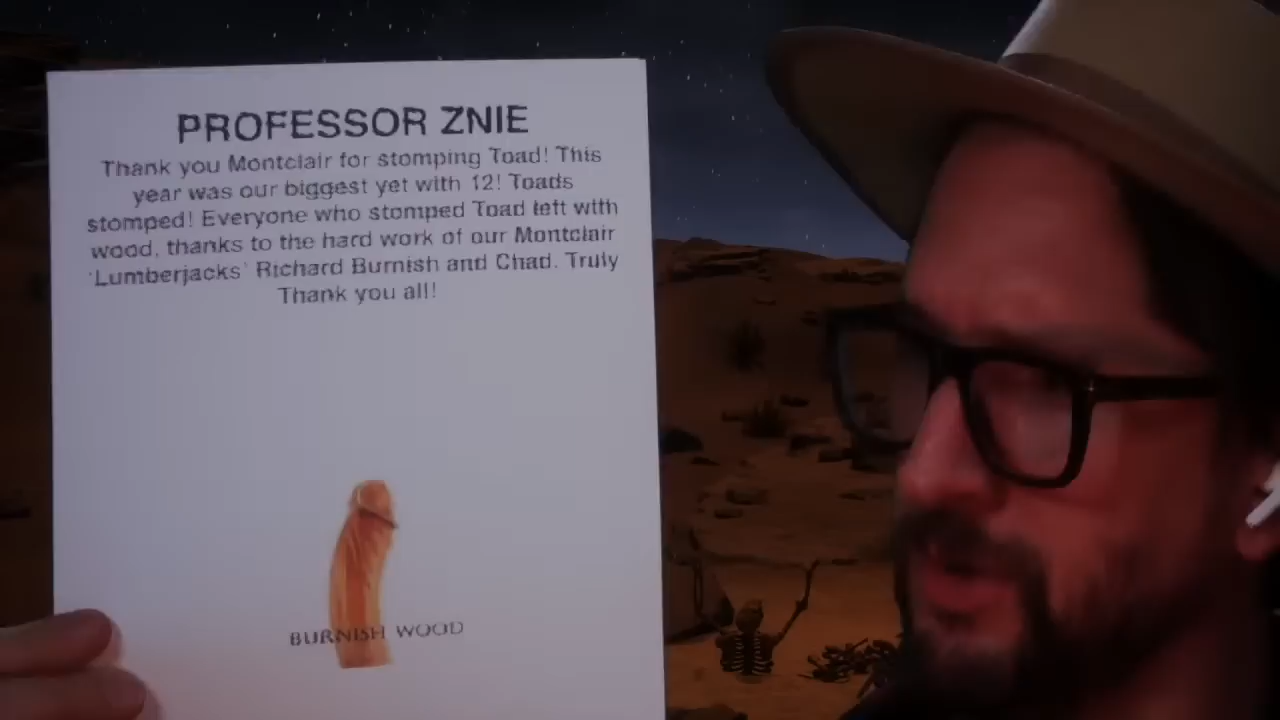 PROFESSOR ZNIE
Thank you Montclair for stomping Toad! This
year was our biggest yet with 12! Toads
stomped! Everyone who stomped Toad left with
wood, thanks to the hard work of our Montclair
'Lumberjacks' Richard Burnish and Chad. Truly
Thank you all!
BURNISH WOOD